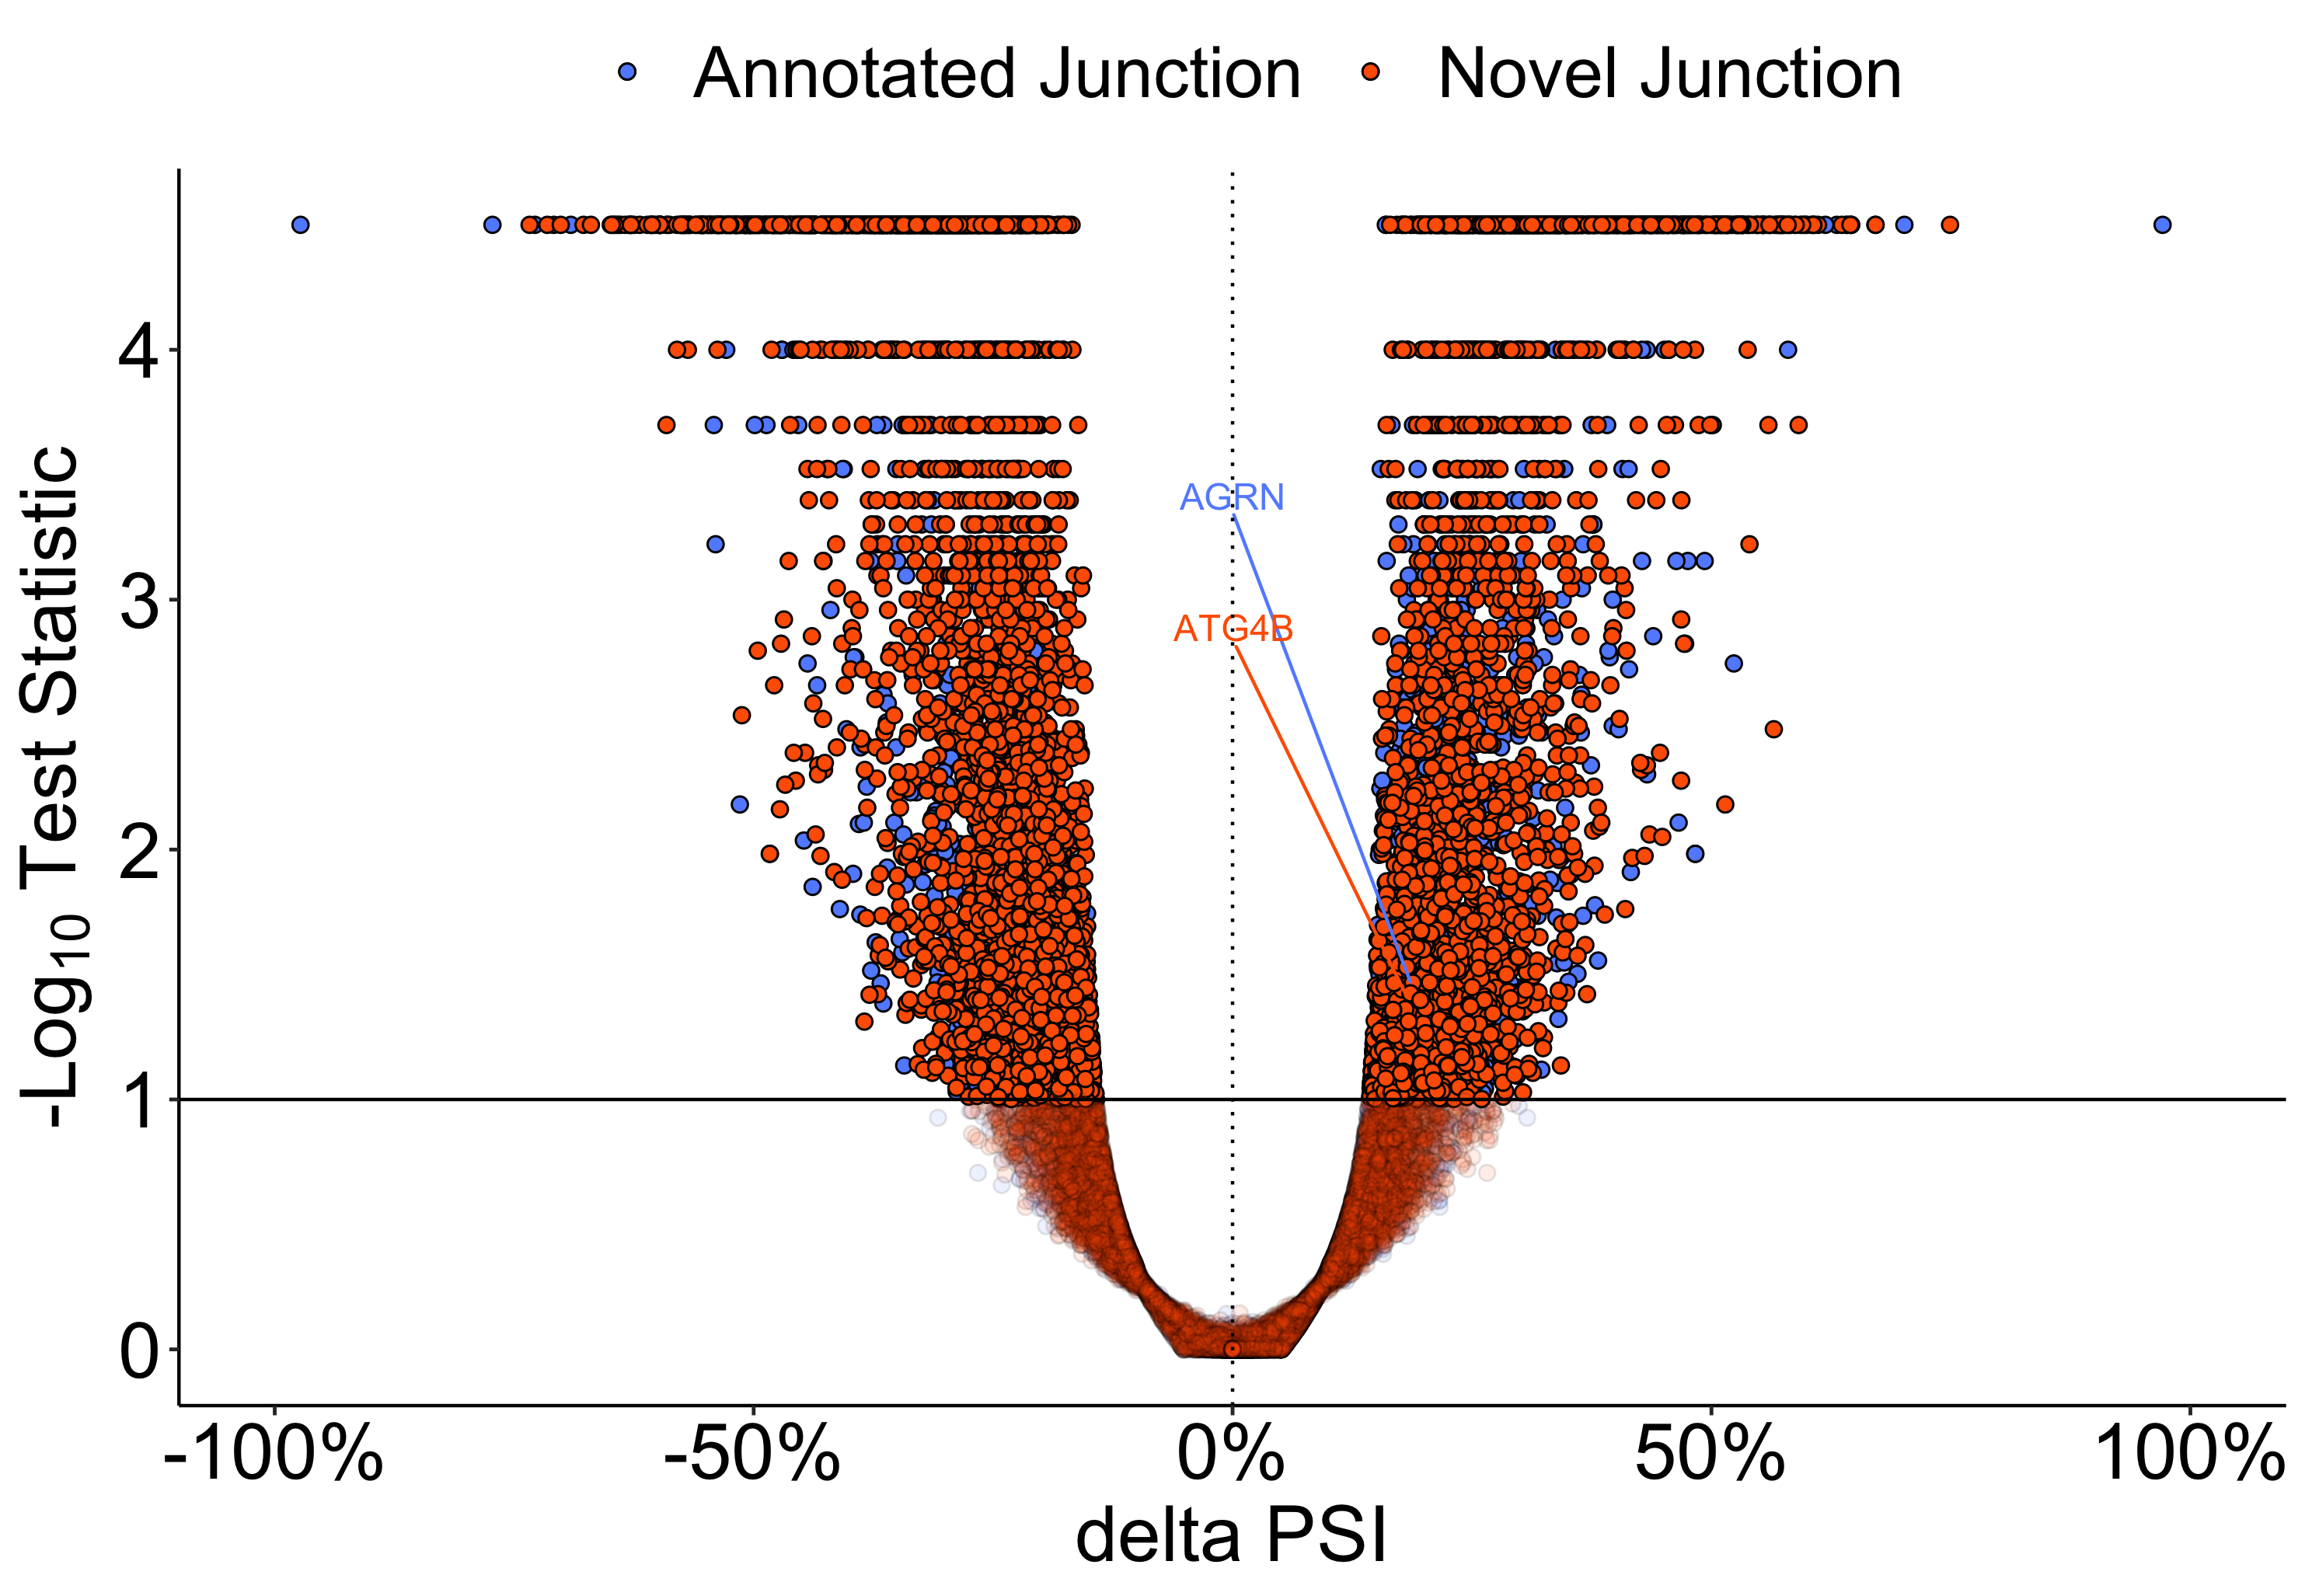 Annotated Junction Novel Junction
4
3
2
1
0
-Log10 Test Statistic
AGRN
ATG4B
-100% -50% 0% 50% 100%
delta PSI